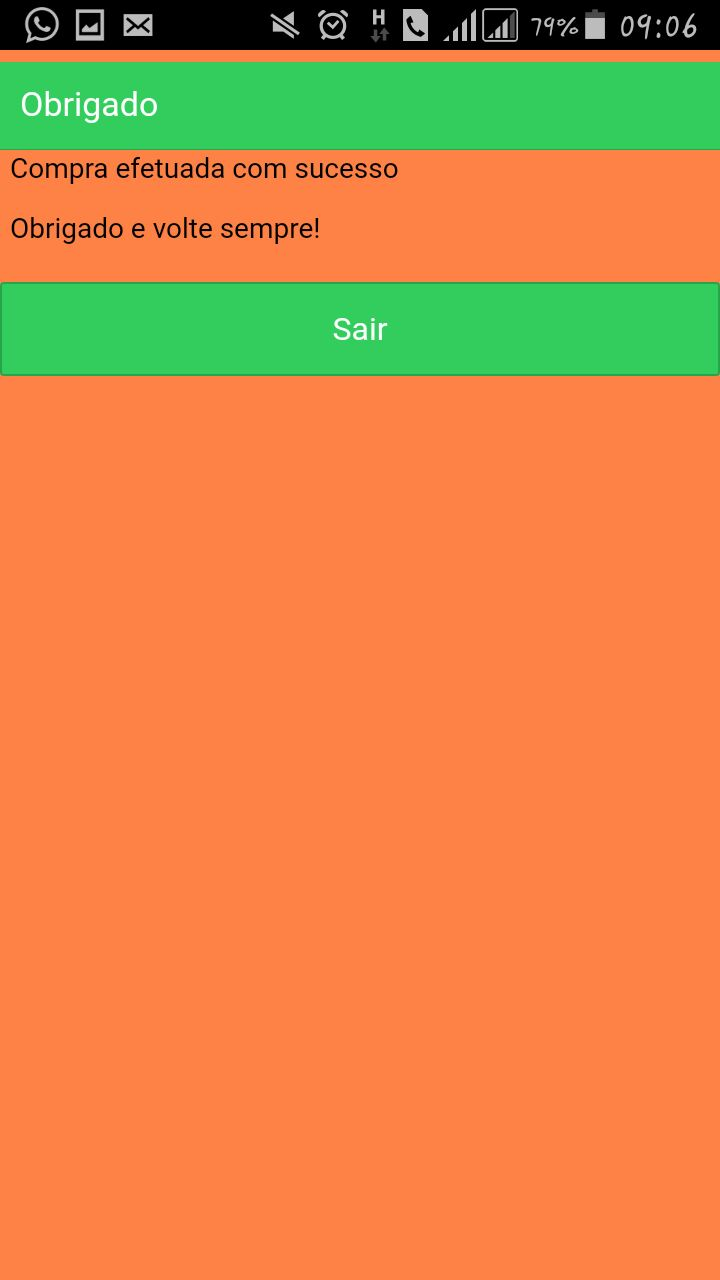 H 79% 09:06
Obrigado
Compra efetuada com sucesso
Obrigado e volte sempre!
Sair